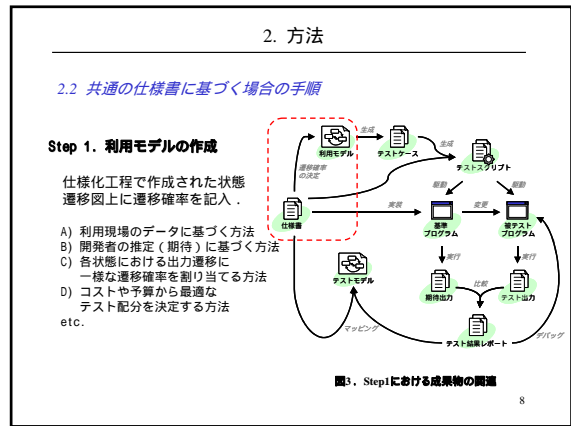 2. 方法
2.2 共通の仕様書に基づく場合の手順
Step 1. 利用モデルの作成
仕様化工程で作成された状態
遷移図上に遷移確率を記入．
A) 利用現場のデータに基づく方法
B) 開発者の推定（期待）に基づく方法
C) 各状態における出力遷移に
一様な遷移確率を割り当てる方法
D) コストや予算から最適な
テスト配分を決定する方法
etc.
生成
利用モデル
テストケース
生成
テストスクリプト
遷移確率
の決定
駆動
駆動
仕様書
実装
変更
基準
プログラム
被テスト
プログラム
実行
実行
テストモデル
期待出力
テスト出力
比較
マッピング
テスト結果レポート
デバッグ
図3．Step1における成果物の関連
8